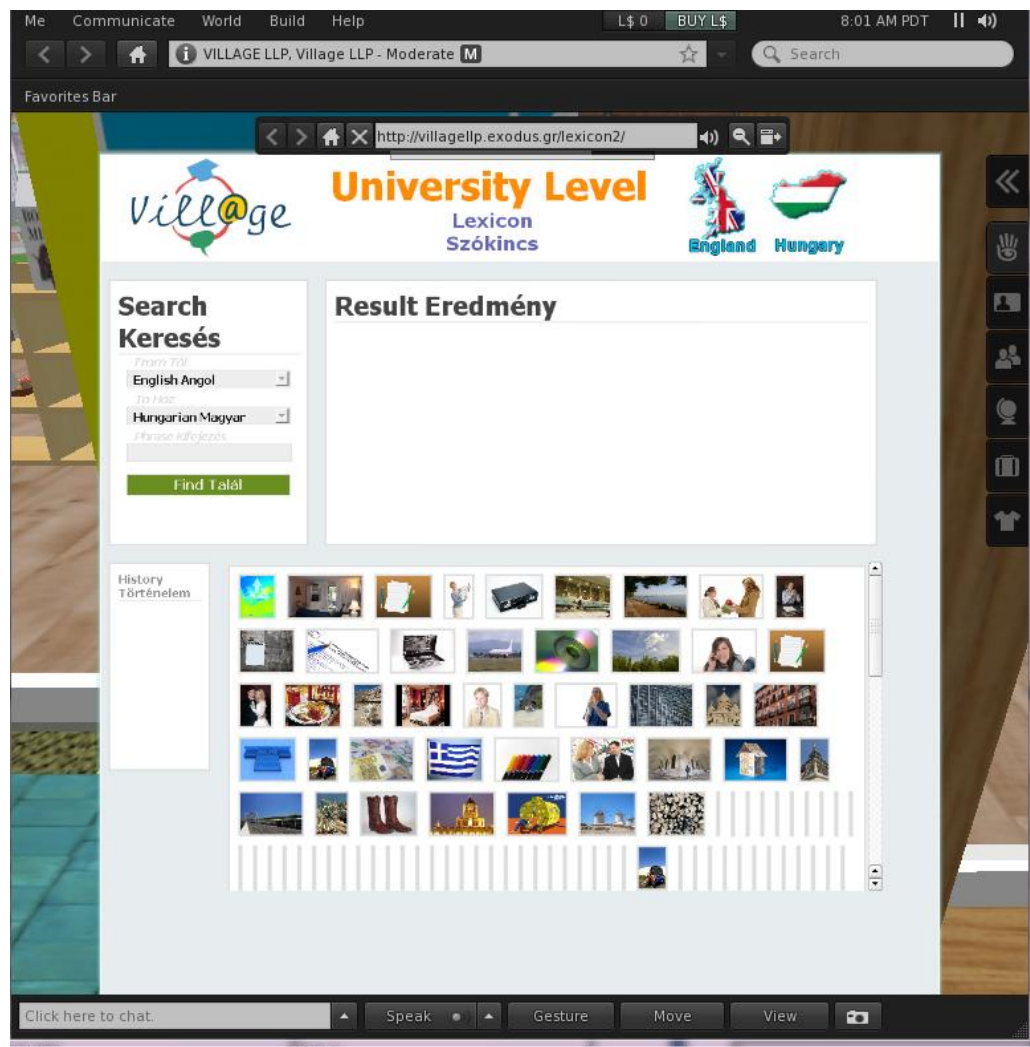 Me Communicate World Build Help L$ 0 BUY L$ 8:01 AM PDT
VILLAGE LLP, Village LLP - Moderate M Search
Favorites Bar
http://villagellp.exodus.gr/lexicon2/
Vill@ge
University Level
Lexicon
Szókincs
England Hungary
Search
Keresés
From Tól
English Angol
To Hoz
Hungarian Magyar
Phrase kifejezés
Find Talál
Result Eredmény
History
Történelem
Click here to chat. Speak Gesture Move View